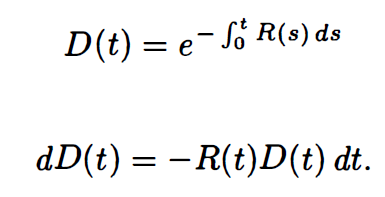 D(t) = e^{-\int_0^t R(s) ds}
dD(t) = −R(t)D(t) dt.